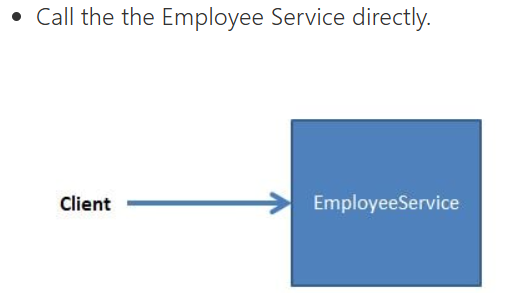 • Call the the Employee Service directly.
Client
EmployeeService